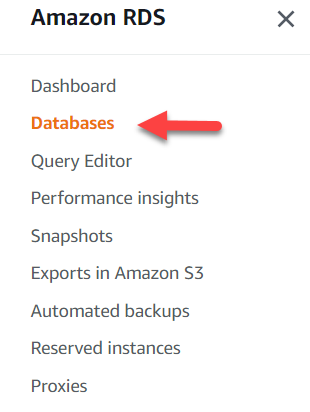 Amazon RDS
Dashboard
Databases
Query Editor
Performance insights
Snapshots
Exports in Amazon S3
Automated backups
Reserved instances
Proxies